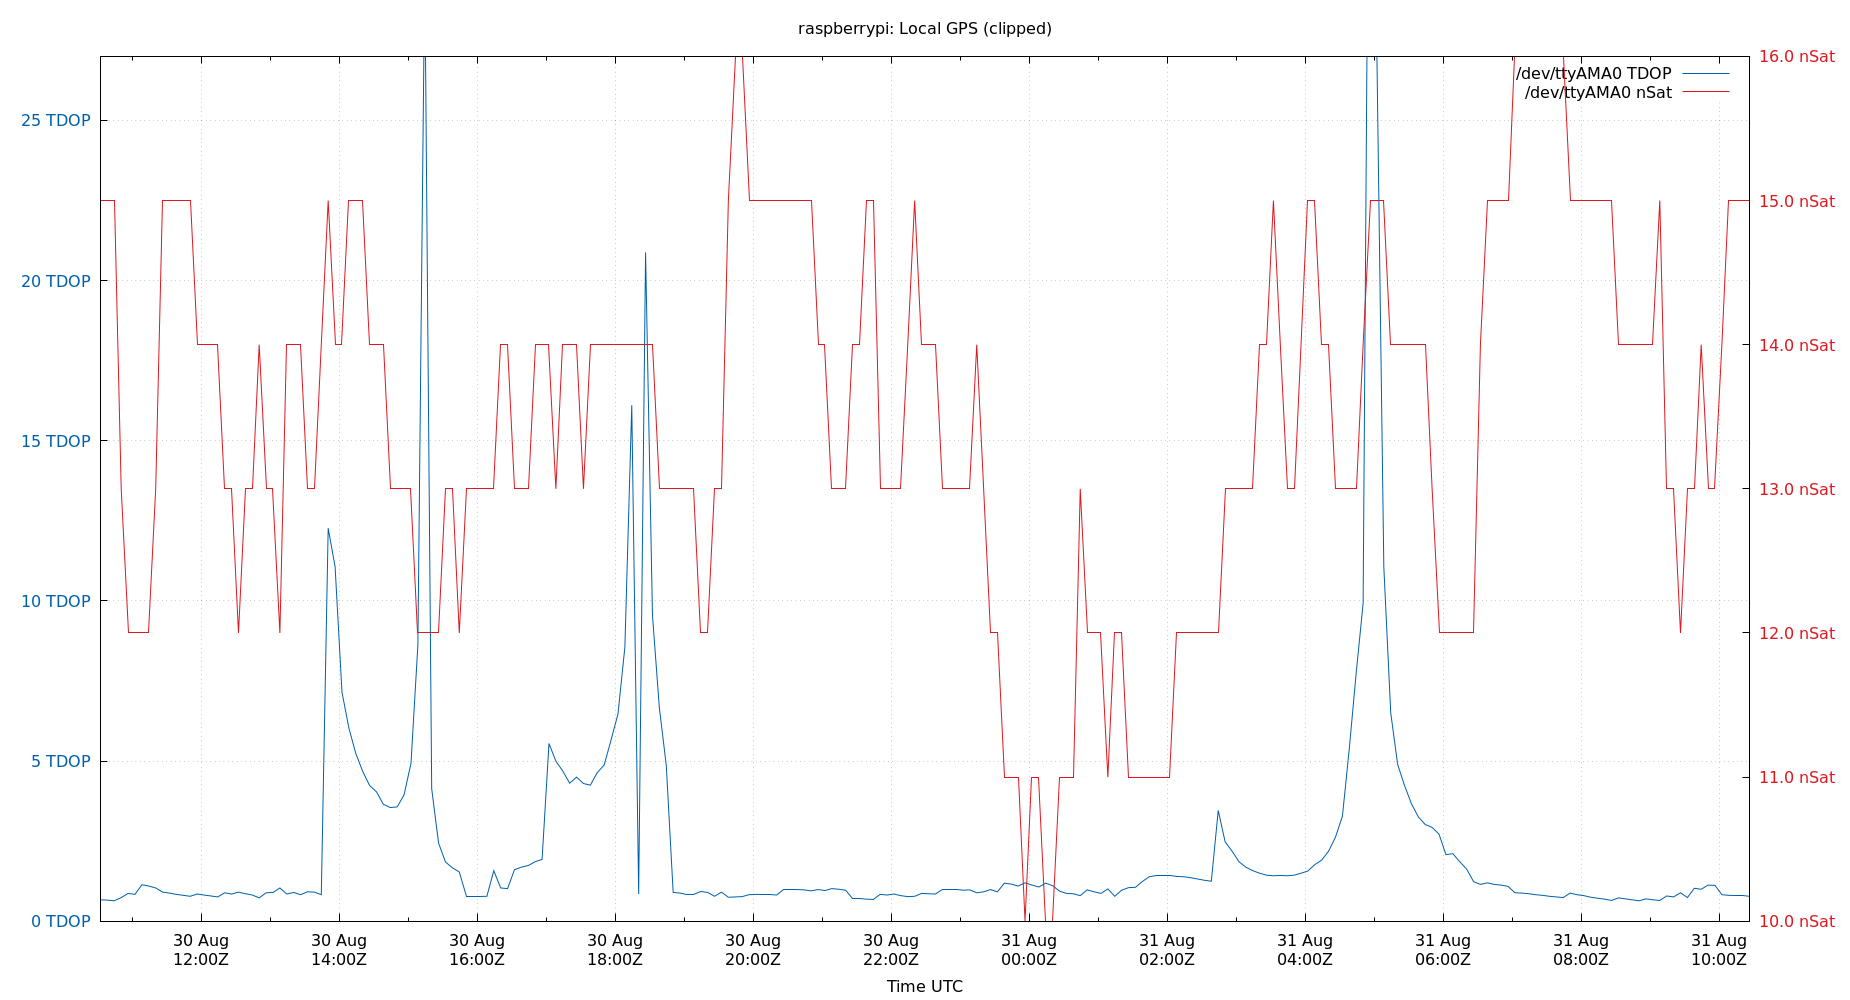 raspberrypi: Local GPS (clipped)
/dev/ttyAMA0 TDOP
/dev/ttyAMA0 nSat
25 TDOP
20 TDOP
15 TDOP
10 TDOP
5 TDOP
0 TDOP
16.0 nSat
15.0 nSat
14.0 nSat
13.0 nSat
12.0 nSat
11.0 nSat
10.0 nSat
30 Aug
12:00Z
30 Aug
14:00Z
30 Aug
16:00Z
30 Aug
18:00Z
30 Aug
20:00Z
30 Aug
22:00Z
31 Aug
00:00Z
31 Aug
02:00Z
31 Aug
04:00Z
31 Aug
06:00Z
31 Aug
08:00Z
31 Aug
10:00Z
Time UTC